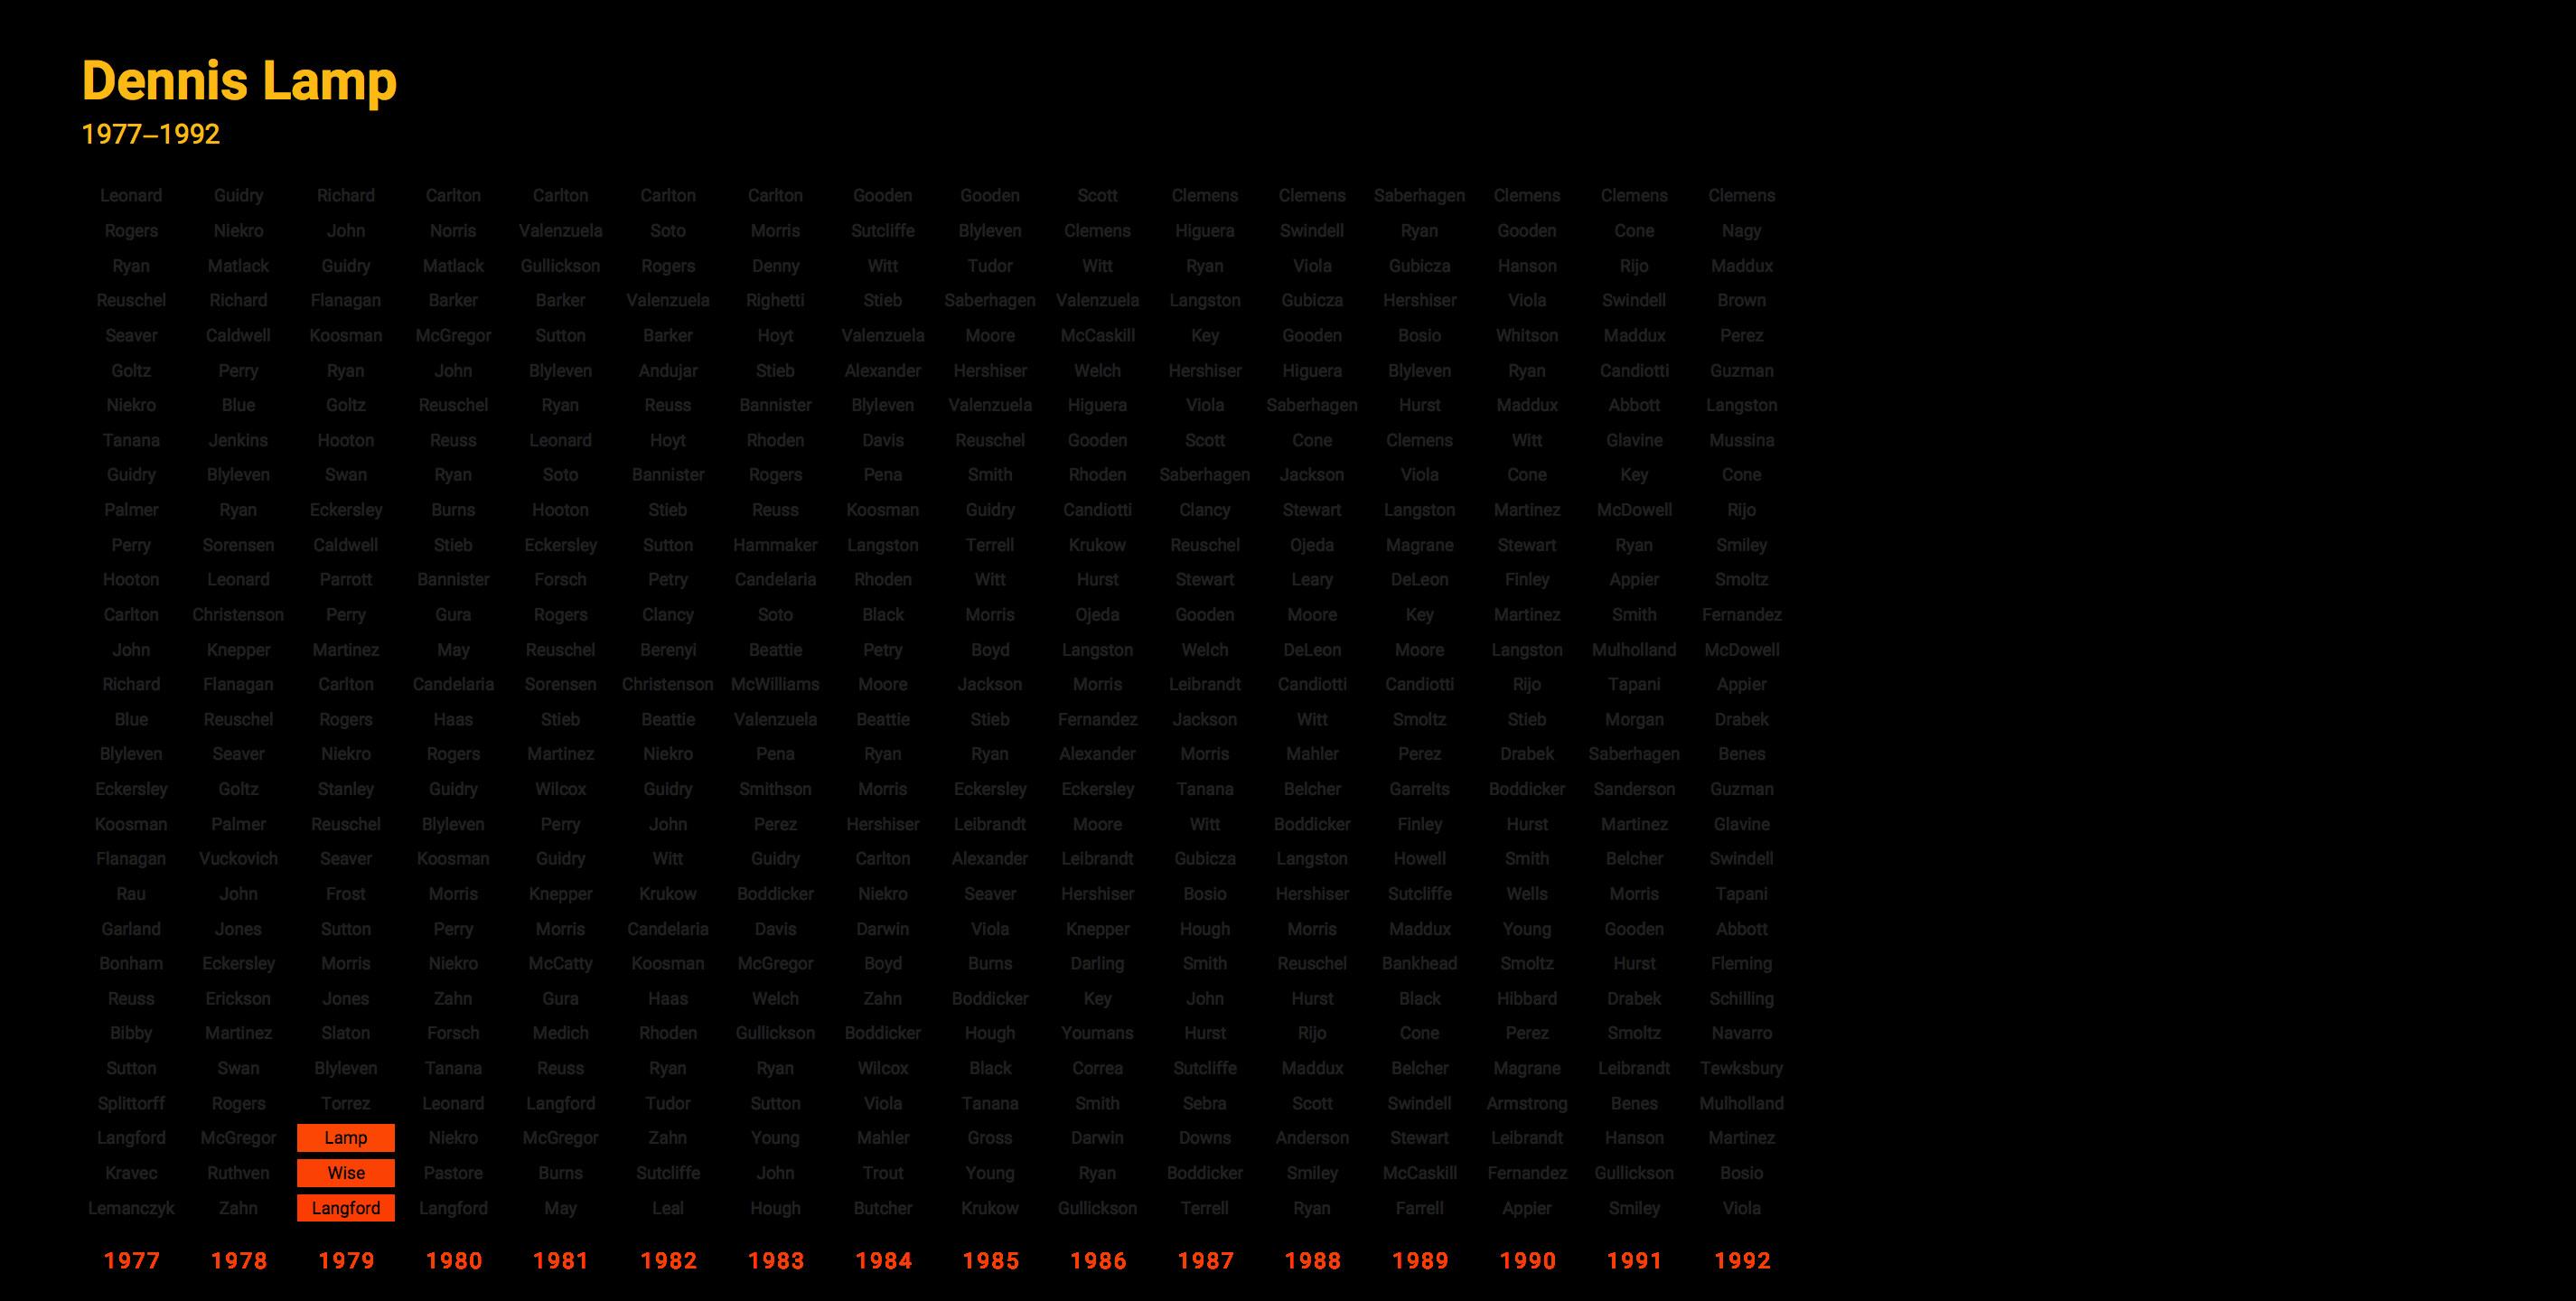 Dennis Lamp
1977–1992
Leonard Guidry Richard Carlton Carlton Carlton Carlton Gooden Gooden Scott Clemens Clemens Saberhagen Clemens Clemens Clemens
Rogers Niekro John Norris Valenzuela Soto Morris Sutcliffe Blyleven Clemens Higuera Swindell Ryan Gooden Cone Nagy
Ryan Matlack Guidry Matlack Gullickson Rogers Denny Witt Tudor Witt Ryan Viola Gubicza Hanson Rijo Maddux
Reuschel Richard Flanagan Barker Barker Valenzuela Righetti Stieb Saberhagen Valenzuela Langston Gubicza Hershiser Viola Swindell Brown
Seaver Caldwell Koosman McGregor Sutton Barker Hoyt Valenzuela Moore McCaskill Key Gooden Bosio Whitson Maddux Perez
Goltz Perry Ryan John Blyleven Andujar Stieb Alexander Hershiser Welch Hershiser Higuera Blyleven Ryan Candiotti Guzman
Niekro Blue Goltz Reuschel Ryan Reuss Bannister Blyleven Valenzuela Higuera Viola Saberhagen Hurst Maddux Abbott Langston
Tanana Jenkins Hooton Reuss Leonard Hoyt Rhoden Davis Reuschel Gooden Scott Cone Clemens Witt Glavine Mussina
Guidry Blyleven Swan Ryan Soto Bannister Rogers Pena Smith Rhoden Saberhagen Jackson Viola Cone Key Cone
Palmer Ryan Eckersley Burns Hooton Stieb Reuss Koosman Guidry Candiotti Clancy Stewart Langston Martinez McDowell Rijo
Perry Sorensen Caldwell Stieb Eckersley Sutton Hammaker Langston Terrell Krukow Reuschel Ojeda Magrane Stewart Ryan Smiley
Hooton Leonard Parrott Bannister Forsch Petry Candelaria Rhoden Witt Hurst Stewart Leary DeLeon Finley Appier Smoltz
Carlton Christenson Perry Gura Rogers Clancy Soto Black Morris Ojeda Gooden Moore Key Martinez Smith Fernandez
John Knepper Martinez May Reuschel Berenyi Beattie Petry Boyd Langston Welch DeLeon Moore Langston Mulholland McDowell
Richard Flanagan Carlton Candelaria Sorensen Christenson McWilliams Moore Jackson Morris Leibrandt Candiotti Candiotti Rijo Tapani Appier
Blue Reuschel Rogers Haas Stieb Beattie Valenzuela Beattie Stieb Fernandez Jackson Witt Smoltz Stieb Morgan Drabek
Blyleven Seaver Niekro Rogers Martinez Niekro Pena Ryan Ryan Alexander Morris Mahler Perez Drabek Saberhagen Benes
Eckersley Goltz Stanley Guidry Wilcox Guidry Smithson Morris Eckersley Eckersley Tanana Belcher Garrelts Boddicker Sanderson Guzman
Koosman Palmer Reuschel Blyleven Perry John Perez Hershiser Leibrandt Moore Witt Boddicker Finley Hurst Martinez Glavine
Flanagan Vuckovich Seaver Koosman Guidry Witt Guidry Carlton Alexander Leibrandt Gubicza Langston Howell Smith Belcher Swindell
Rau John Frost Morris Knepper Krukow Boddicker Niekro Seaver Hershiser Bosio Hershiser Sutcliffe Wells Morris Tapani
Garland Jones Sutton Perry Morris Candelaria Davis Darwin Viola Knepper Hough Morris Maddux Young Gooden Abbott
Bonham Eckersley Morris Niekro McCatty Koosman McGregor Boyd Burns Darling Smith Reuschel Bankhead Smoltz Hurst Fleming
Reuss Erickson Jones Zahn Gura Haas Welch Zahn Boddicker Key John Hurst Black Hibbard Drabek Schilling
Bibby Martinez Slaton Forsch Medich Rhoden Gullickson Boddicker Hough Youmans Hurst Rijo Cone Perez Smoltz Navarro
Sutton Swan Blyleven Tanana Reuss Ryan Ryan Wilcox Black Correa Sutcliffe Maddux Belcher Magrane Leibrandt Tewksbury
Splittorff Rogers Torrez Leonard Langford Tudor Sutton Viola Tanana Smith Sebra Scott Swindell Armstrong Benes Mulholland
Langford McGregor Lamp Niekro McGregor Zahn Young Mahler Gross Darwin Downs Anderson Stewart Leibrandt Hanson Martinez
Kravec Ruthven Wise Pastore Burns Sutcliffe John Trout Young Ryan Boddicker Smiley McCaskill Fernandez Gullickson Bosio
Lemanczyk Zahn Langford Langford May Leal Hough Butcher Krukow Gullickson Terrell Ryan Farrell Appier Smiley Viola
1977 1978 1979 1980 1981 1982 1983 1984 1985 1986 1987 1988 1989 1990 1991 1992